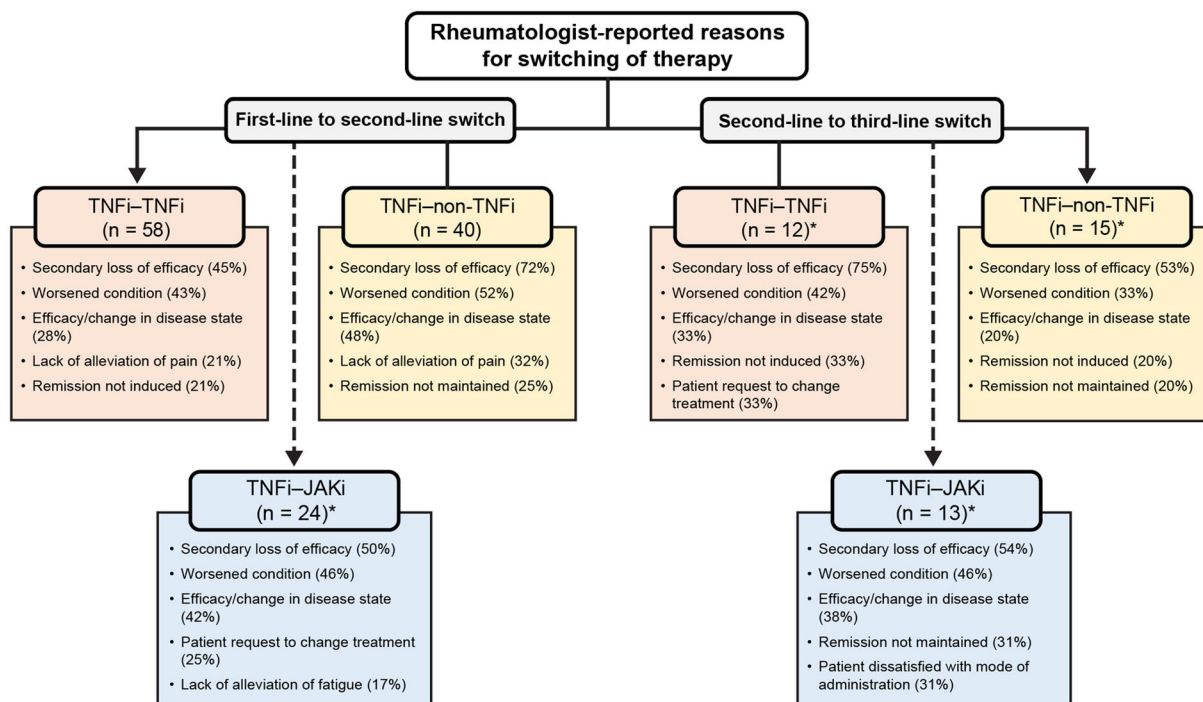 Rheumatologist-reported reasons
for switching of therapy
First-line to second-line switch
Second-line to third-line switch
TNFi–TNFi
(n = 58)
• Secondary loss of efficacy (45%)
• Worsened condition (43%)
• Efficacy/change in disease state
(28%)
• Lack of alleviation of pain (21%)
• Remission not induced (21%)
TNFi–non-TNFi
(n = 40)
• Secondary loss of efficacy (72%)
• Worsened condition (52%)
• Efficacy/change in disease state
(48%)
• Lack of alleviation of pain (32%)
• Remission not maintained (25%)
TNFi–TNFi
(n = 12)*
• Secondary loss of efficacy (75%)
• Worsened condition (42%)
• Efficacy/change in disease state
(33%)
• Remission not induced (33%)
• Patient request to change
treatment (33%)
TNFi–non-TNFi
(n = 15)*
• Secondary loss of efficacy (53%)
• Worsened condition (33%)
• Efficacy/change in disease state
(20%)
• Remission not induced (20%)
• Remission not maintained (20%)
TNFi–JAKi
(n = 24)*
• Secondary loss of efficacy (50%)
• Worsened condition (46%)
• Efficacy/change in disease state
(42%)
• Patient request to change treatment
(25%)
• Lack of alleviation of fatigue (17%)
TNFi–JAKi
(n = 13)*
• Secondary loss of efficacy (54%)
• Worsened condition (46%)
• Efficacy/change in disease state
(38%)
• Remission not maintained (31%)
• Patient dissatisfied with mode of
administration (31%)